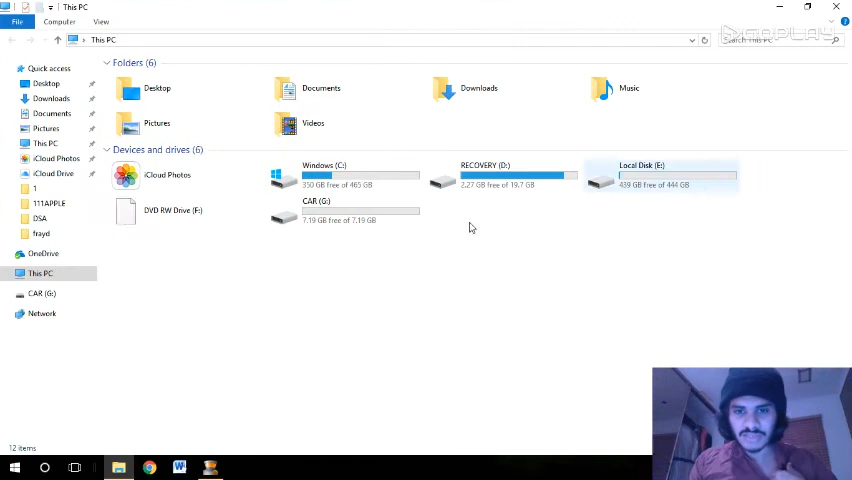 This PC
File
Computer
View
This PC
Search This PC
GOPLAY
Quick access
Desktop
Downloads
Documents
Pictures
This PC
iCloud Photos
iCloud Drive
1
111APPLE
DSA
frayd
OneDrive
This PC
CAR (G:)
Network
Folders (6)
Desktop
Documents
Downloads
Music
Pictures
Videos
Devices and drives (6)
iCloud Photos
Windows (C:)
350 GB free of 465 GB
RECOVERY (D:)
2.27 GB free of 19.7 GB
Local Disk (E:)
439 GB free of 444 GB
DVD RW Drive (F:)
CAR (G:)
7.19 GB free of 7.19 GB
12 items